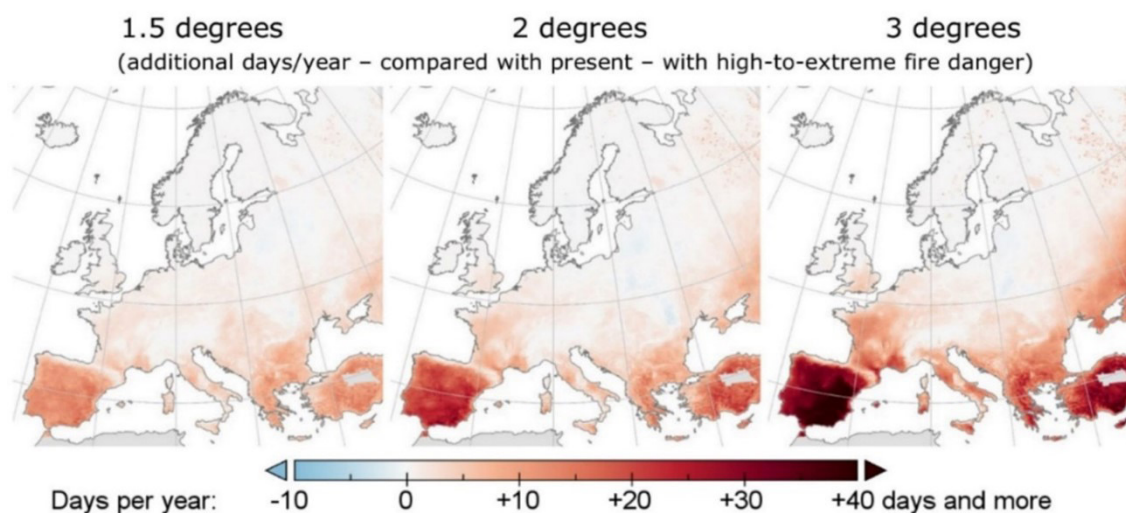 1.5 degrees 2 degrees 3 degrees
(additional days/year – compared with present – with high-to-extreme fire danger)
Days per year: -10 0 +10 +20 +30 +40 days and more